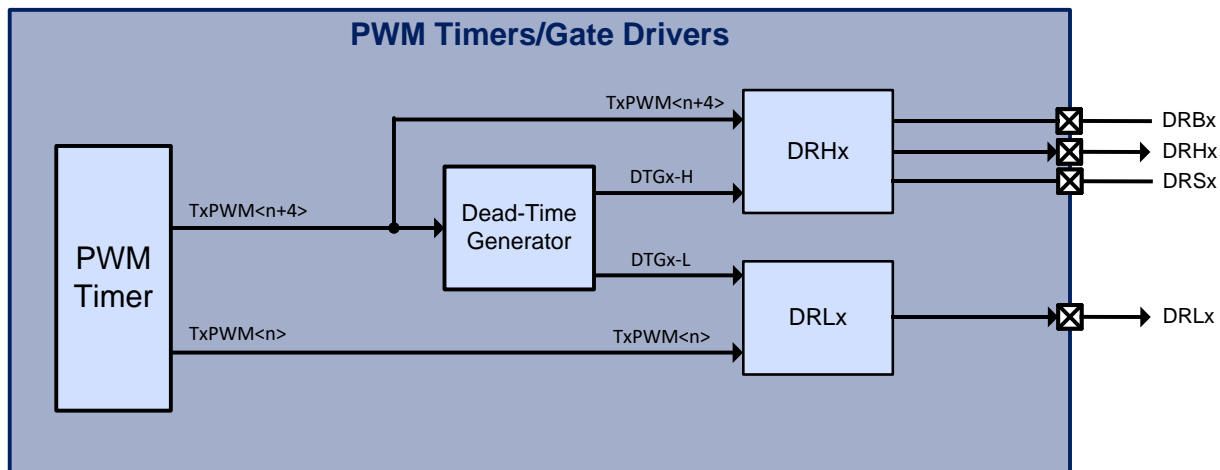 PWM Timers/Gate Drivers
TxPWM<n+4>
DRHx
DRBx
DRHx
DRSx
DTGx-H
TxPWM<n+4>
Dead-Time
Generator
PWM
Timer
DTGx-L
DRLx
DRLx
TxPWM<n>
TxPWM<n>